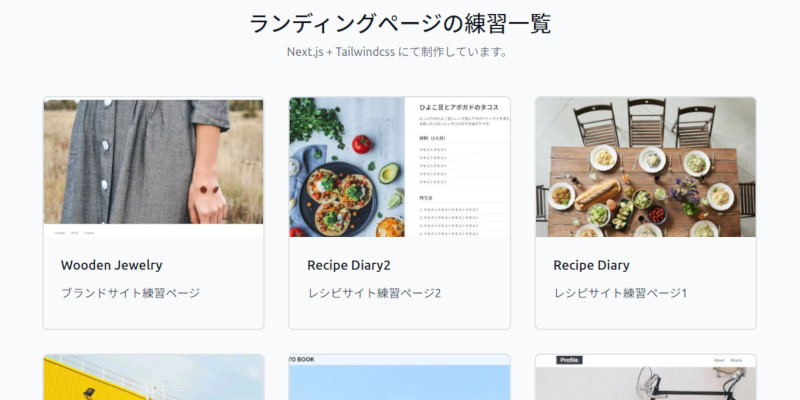 ランディングページの練習一覧
Next.js + Tailwindcss にて制作しています。
ひよこ豆とアボガドのタコス
材料（2人分）
作り方
Wooden Jewelry
ブランドサイト練習ページ
Recipe Diary2
レシピサイト練習ページ2
Recipe Diary
レシピサイト練習ページ1
TO BOOK
Profile
About
Bicycle